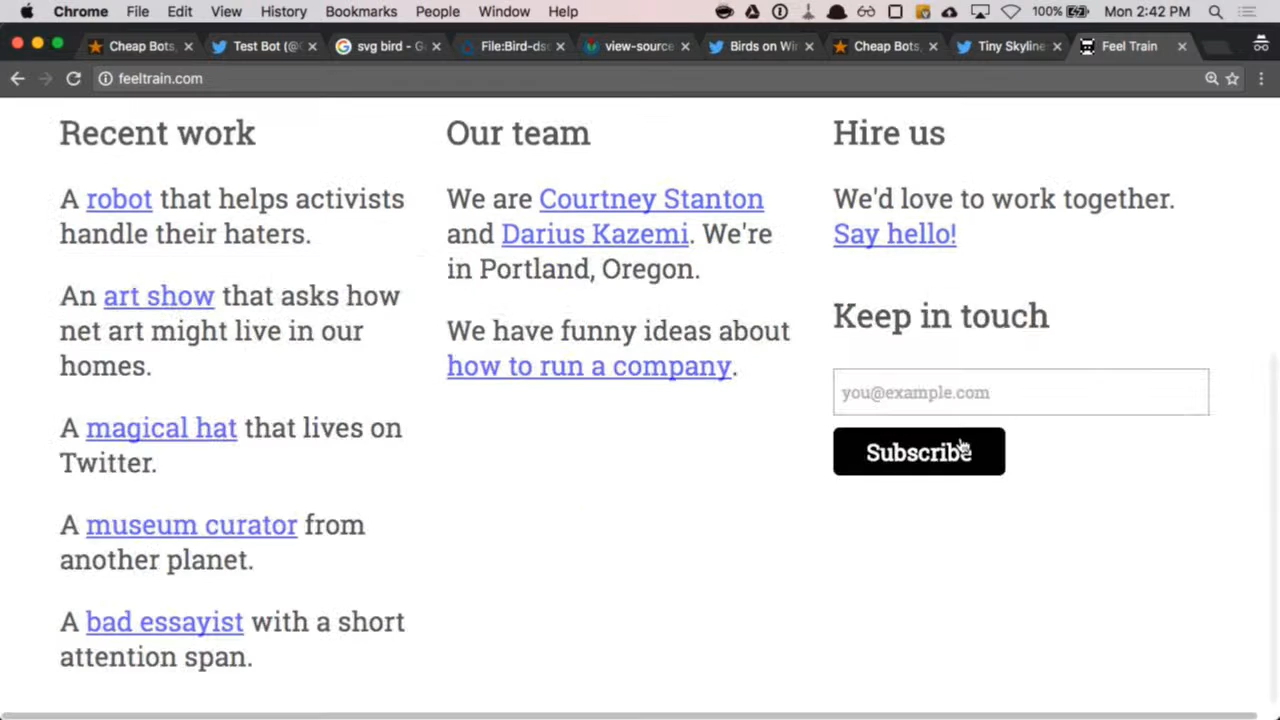 Chrome File Edit View History Bookmarks People Window Help 100% Mon 2:42 PM
Cheap Bots, Test Bot (@ svg bird - G File:Bird-ds view-source Birds on Wi Cheap Bots, Tiny Skyline Feel Train
feeltrain.com
Recent work
A robot that helps activists
handle their haters.
An art show that asks how
net art might live in our
homes.
A magical hat that lives on
Twitter.
A museum curator from
another planet.
A bad essayist with a short
attention span.
Our team
We are Courtney Stanton
and Darius Kazemi. We're
in Portland, Oregon.
We have funny ideas about
how to run a company.
Hire us
We'd love to work together.
Say hello!
Keep in touch
you@example.com
Subscribe